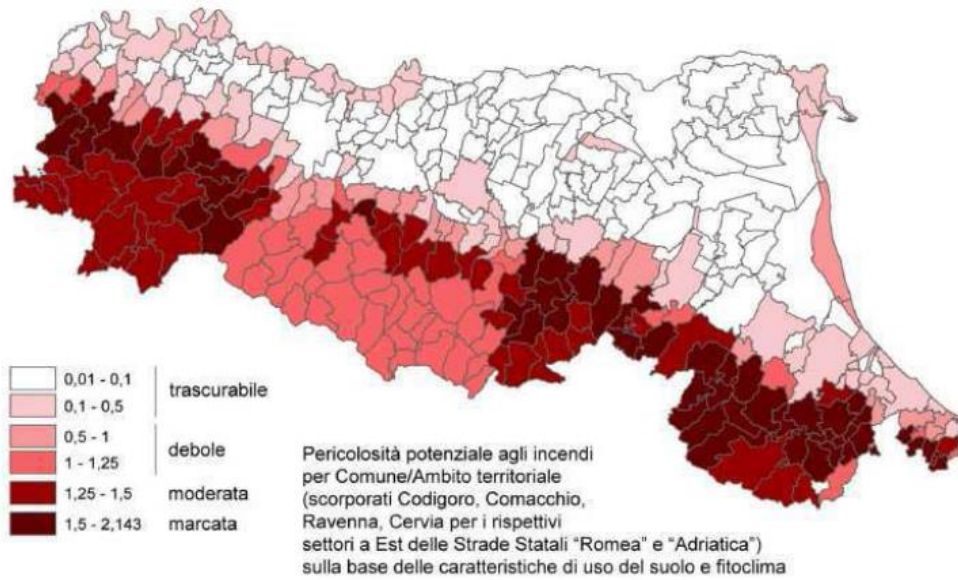 0,01 - 0,1
trascurabile
0,1 - 0,5
0,5 - 1
debole
1 - 1,25
1,25 - 1,5 moderata
1,5 - 2,143 marcata
Pericolosità potenziale agli incendi
per Comune/Ambito territoriale
(scorporati Codigoro, Comacchio,
Ravenna, Cervia per i rispettivi
settori a Est delle Strade Statali "Romea" e "Adriatica")
sulla base delle caratteristiche di uso del suolo e fitoclima